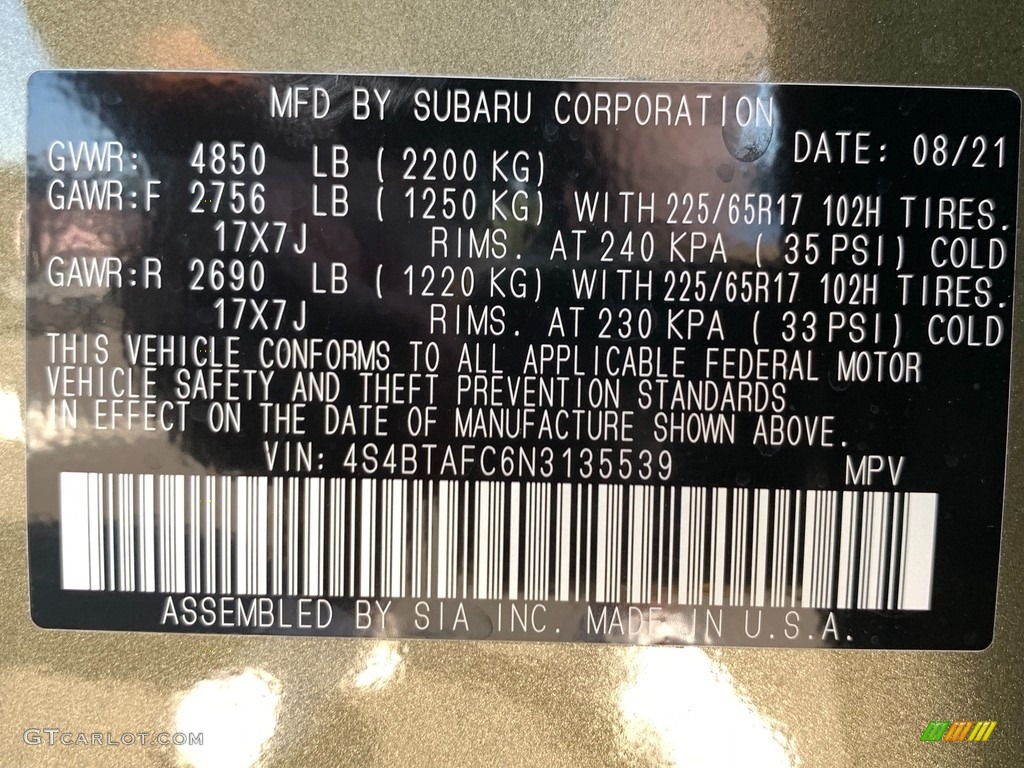 MFD BY SUBARU CORPORATION
DATE: 08/21
GVWR: 4850 LB ( 2200 KG)
GAWR:F 2756 LB ( 1250 KG) WITH 225/65R17 102H TIRES.
17X7J RIMS. AT 240 KPA ( 35 PSI) COLD
GAWR:R 2690 LB ( 1220 KG) WITH 225/65R17 102H TIRES.
17X7J RIMS. AT 230 KPA ( 33 PSI) COLD
THIS VEHICLE CONFORMS TO ALL APPLICABLE FEDERAL MOTOR
VEHICLE SAFETY AND THEFT PREVENTION STANDARDS
IN EFFECT ON THE DATE OF MANUFACTURE SHOWN ABOVE.
VIN: 4S4BTAFC6N3135539 MPV
ASSEMBLED BY SIA INC. MADE IN U.S.A.
GTCARLOT.COM